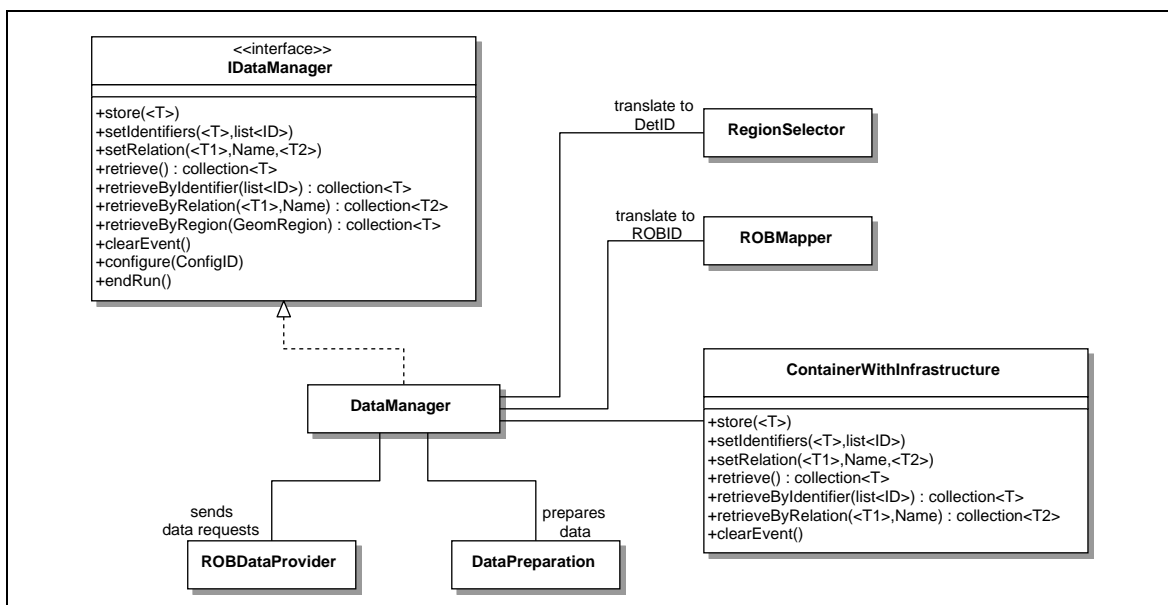 <<interface>>
IDataManager
+store(<T>)
+setIdentifiers(<T>,list<ID>)
+setRelation(<T1>,Name,<T2>)
+retrieve() : collection<T>
+retrieveByIdentifier(list<ID>) : collection<T>
+retrieveByRelation(<T1>,Name) : collection<T2>
+retrieveByRegion(GeomRegion) : collection<T>
+clearEvent()
+configure(ConfigID)
+endRun()
translate to
DetID
RegionSelector
translate to
ROBID
ROBMapper
DataManager
ContainerWithInfrastructure
+store(<T>)
+setIdentifiers(<T>,list<ID>)
+setRelation(<T1>,Name,<T2>)
+retrieve() : collection<T>
+retrieveByIdentifier(list<ID>) : collection<T>
+retrieveByRelation(<T1>,Name) : collection<T2>
+clearEvent()
sends
data requests
ROBDataProvider
prepares
data
DataPreparation